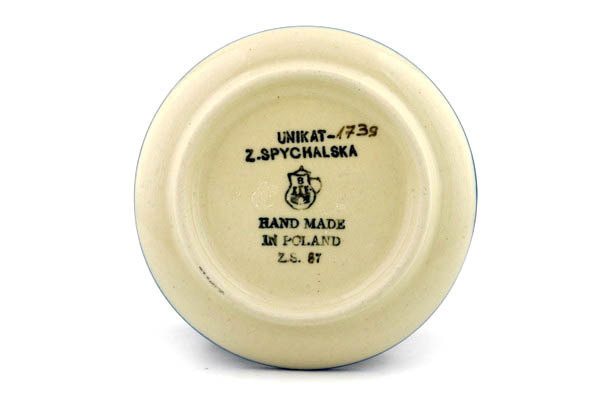 UNIKAT-1739
Z.SPYCHALSKA
B
HAND MADE
IN POLAND
Z.S. 87